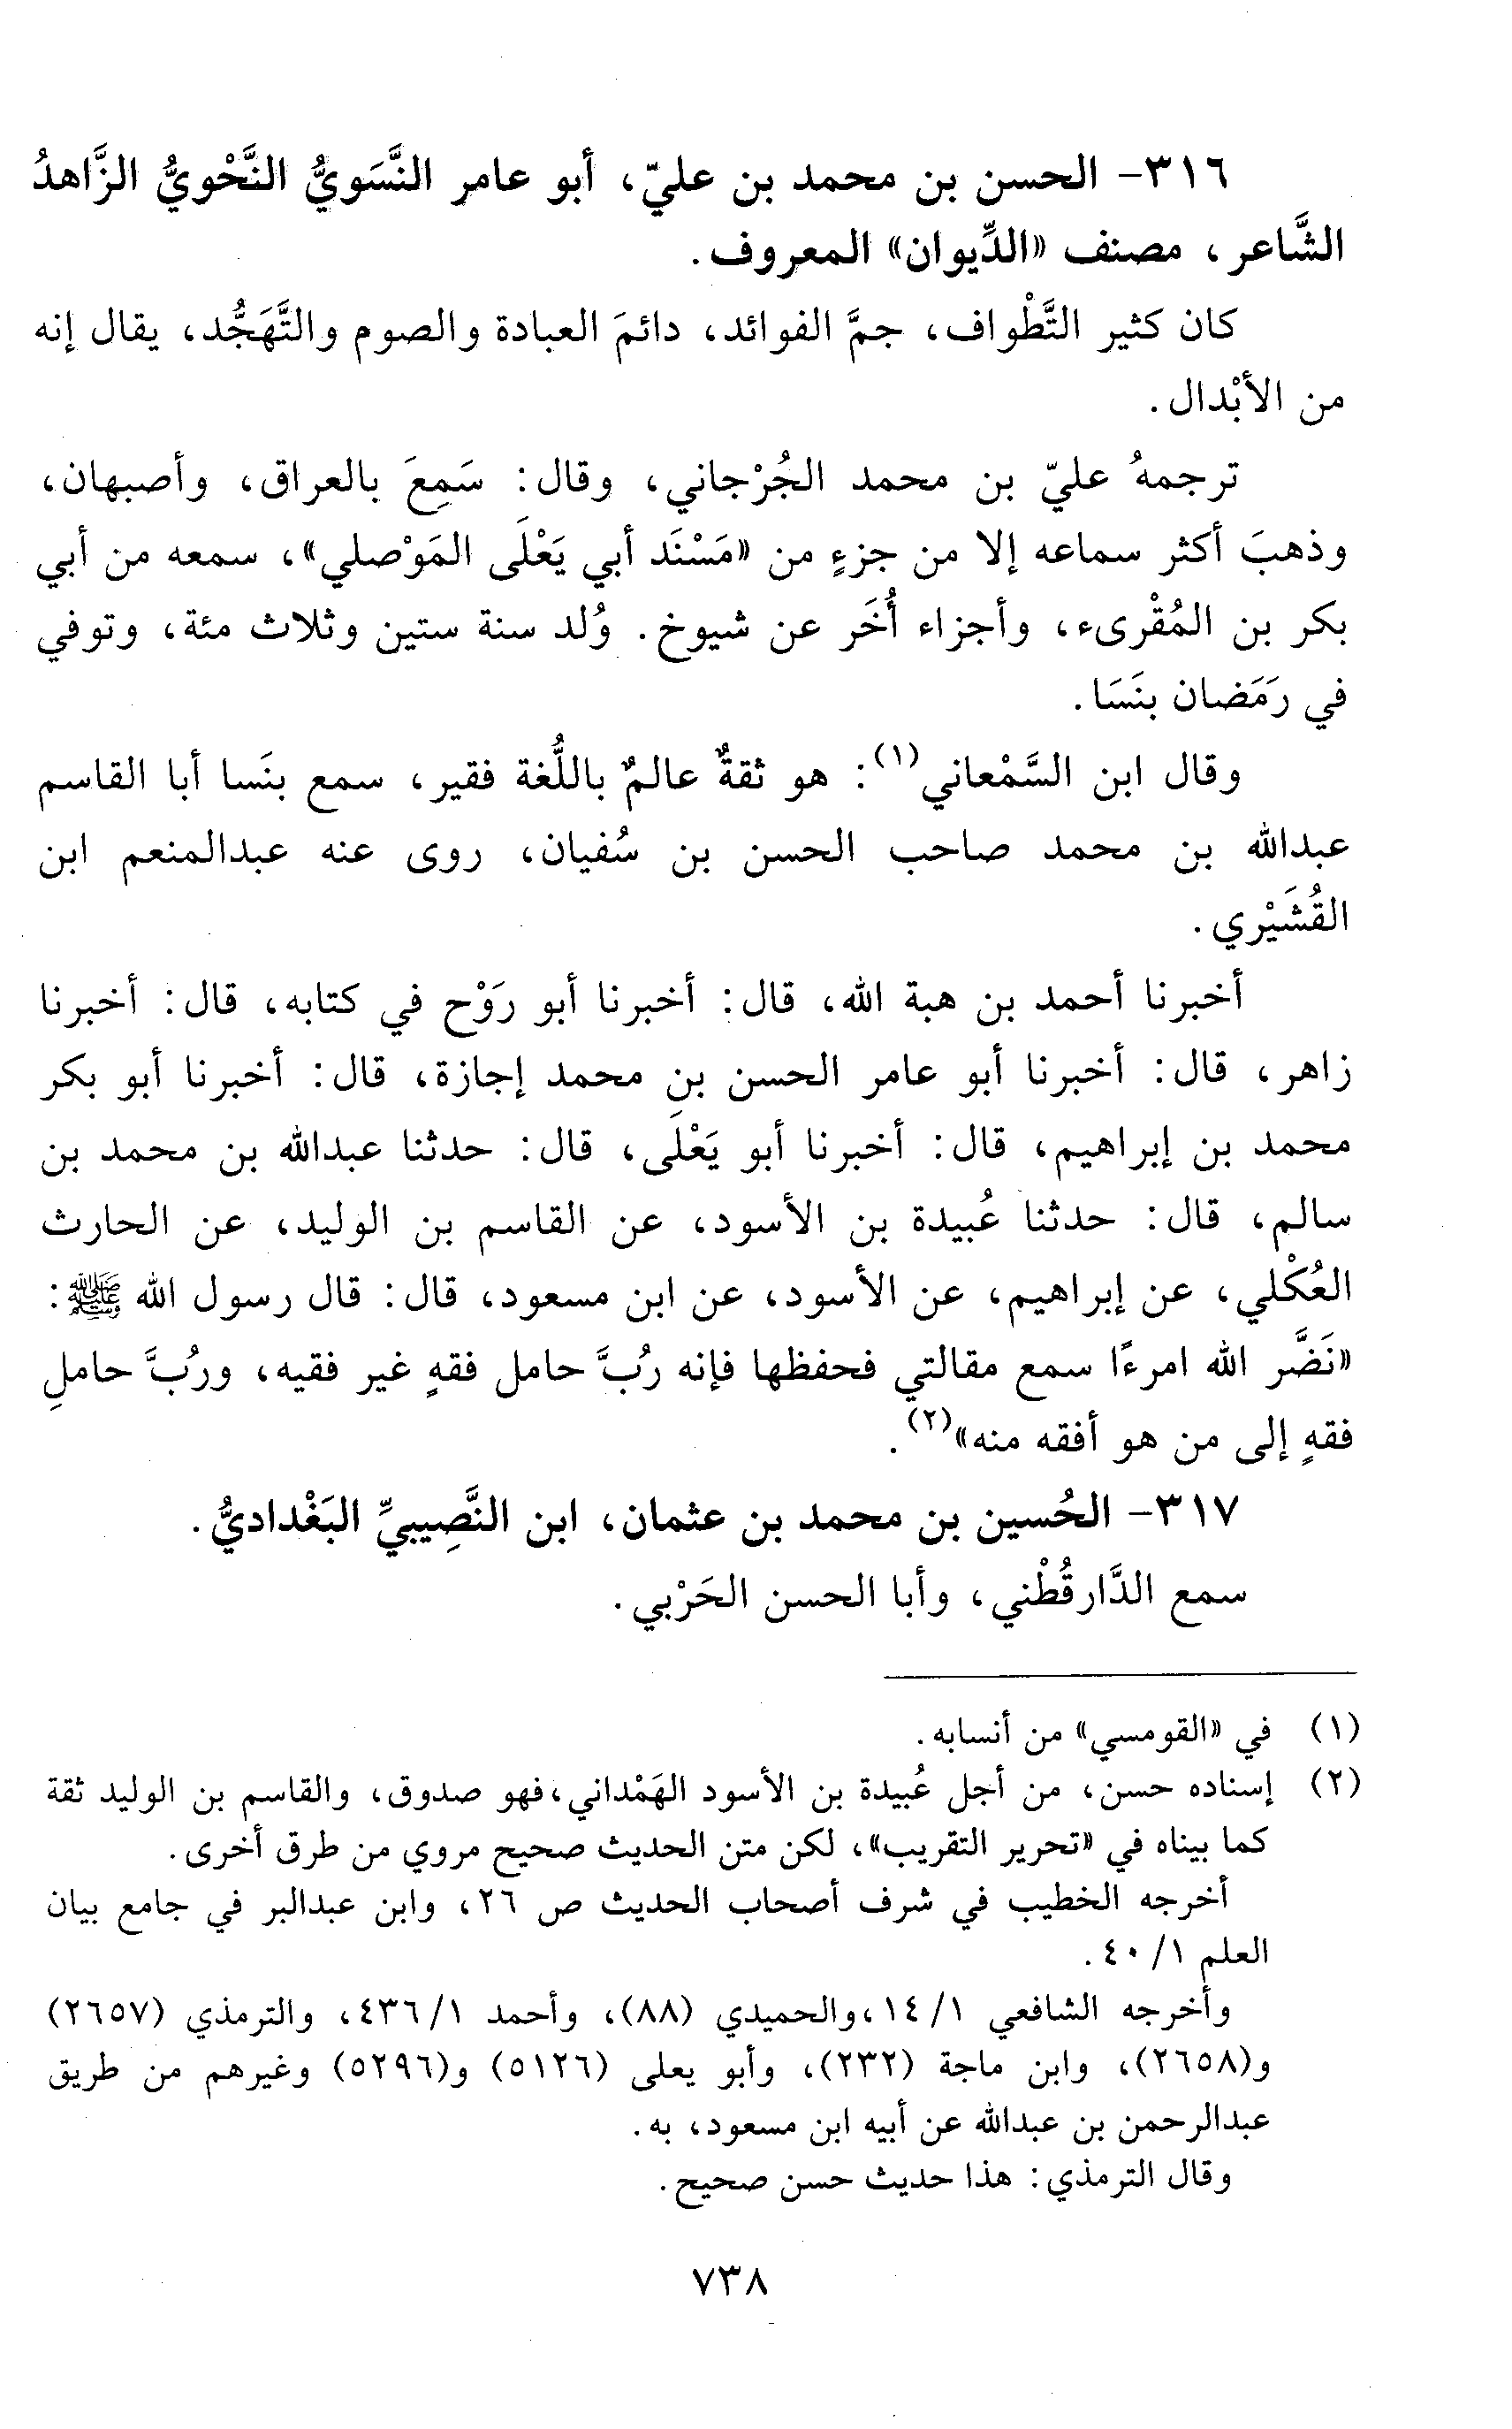 ٣١٦- الحسن بن محمد بن عليّ، أبو عامر النَّسَويُّ النَّحْويُّ الزَّاهدُ
الشَّاعر، مصنف «الدِّيوان» المعروف.
كان كثير التَّطْواف، جمَّ الفوائد، دائمَ العبادة والصوم والتَّهَجُّد، يقال إنه
من الأبْدال.
ترجمهُ عليّ بن محمد الجُرْجاني، وقال: سَمِعَ بالعراق، وأصبهان،
وذهبَ أكثر سماعه إلا من جزءٍ من «مَسْنَد أبي يَعْلَى المَوْصلي»، سمعه من أبي
بكر بن المُقْرىء، وأجزاء أُخَر عن شيوخ. وُلد سنة ستين وثلاث مئة، وتوفي
في رَمَضان بنَسَا.
وقال ابن السَّمْعاني(١): هو ثقةٌ عالمٌ باللُّغة فقير، سمع بنَسا أبا القاسم
عبدالله بن محمد صاحب الحسن بن سُفيان، روى عنه عبدالمنعم ابن
القُشَيْري.
أخبرنا أحمد بن هبة الله، قال: أخبرنا أبو رَوْح في كتابه، قال: أخبرنا
زاهر، قال: أخبرنا أبو عامر الحسن بن محمد إجازة، قال: أخبرنا أبو بكر
محمد بن إبراهيم، قال: أخبرنا أبو يَعْلَى، قال: حدثنا عبدالله بن محمد بن
سالم، قال: حدثنا عُبيدة بن الأسود، عن القاسم بن الوليد، عن الحارث
العُكْلي، عن إبراهيم، عن الأسود، عن ابن مسعود، قال: قال رسول الله ﷺ:
«نَضَّر الله امرءًا سمع مقالتي فحفظها فإنه رُبَّ حامل فقهٍ غير فقيه، ورُبَّ حاملِ
فقهٍ إلى من هو أفقه منه»(٢).
٣١٧- الحُسين بن محمد بن عثمان، ابن النَّصِيبيِّ البَغْداديُّ.
سمع الدَّارقُطْني، وأبا الحسن الحَرْبي.
(١) في «القومسي» من أنسابه.
(٢) إسناده حسن، من أجل عُبيدة بن الأسود الهَمْداني،فهو صدوق، والقاسم بن الوليد ثقة
كما بيناه في «تحرير التقريب»، لكن متن الحديث صحيح مروي من طرق أخرى.
أخرجه الخطيب في شرف أصحاب الحديث ص ٢٦، وابن عبدالبر في جامع بيان
العلم ١/ ٤٠.
وأخرجه الشافعي ١/ ١٤،والحميدي (٨٨)، وأحمد ١/ ٤٣٦، والترمذي (٢٦٥٧)
و(٢٦٥٨)، وابن ماجة (٢٣٢)، وأبو يعلى (٥١٢٦) و(٥٢٩٦) وغيرهم من طريق
عبدالرحمن بن عبدالله عن أبيه ابن مسعود، به.
وقال الترمذي: هذا حديث حسن صحيح.
٧٣٨